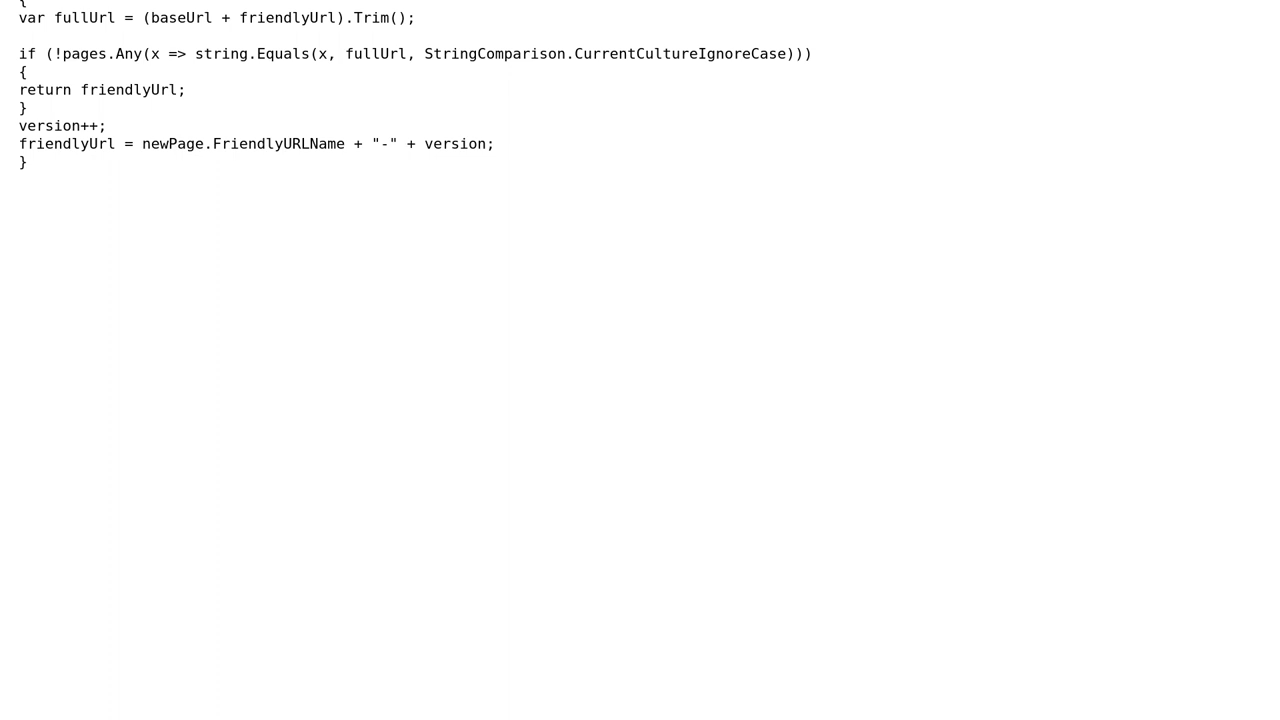 {
var fullUrl = (baseUrl + friendlyUrl).Trim();
if (!pages.Any(x => string.Equals(x, fullUrl, StringComparison.CurrentCultureIgnoreCase)))
{
return friendlyUrl;
}
version++;
friendlyUrl = newPage.FriendlyURLName + "-" + version;
}